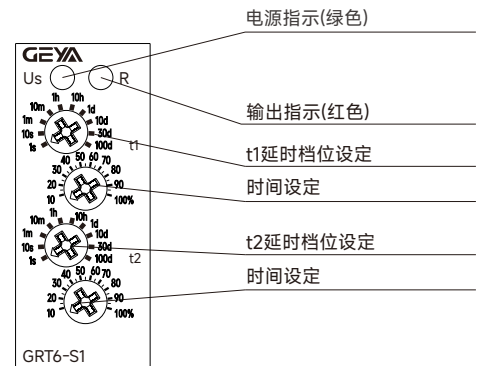 电源指示(绿色)
GEYA
Us R
输出指示(红色)
1s 10s 1m 10m 1h 10h 1d 10d 30d 100d
t1
t1延时档位设定
10 20 30 40 50 60 70 80 90 100%
时间设定
1s 10s 1m 10m 1h 10h 1d 10d 30d 100d
t2
t2延时档位设定
10 20 30 40 50 60 70 80 90 100%
时间设定
GRT6-S1